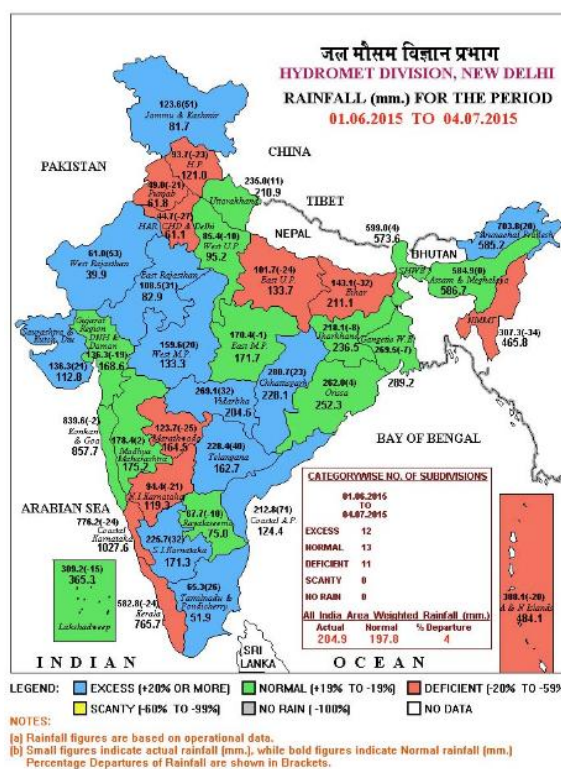 जल मौसम विज्ञान प्रभाग
HYDROMET DIVISION, NEW DELHI
RAINFALL (mm.) FOR THE PERIOD
01.06.2015 TO 04.07.2015
123.6(51)
Jammu & Kashmir
81.7
PAKISTAN
CHINA
93.7(-23)
H.P.
121.0
49.0(-21)
Punjab
61.8
235.0(11)
210.9
Uttarakhand
TIBET
44.7(-27)
HAR. CHD & Delhi
61.1
NEPAL
85.4(-10)
West U.P.
95.2
599.0(4)
573.6
BHUTAN
703.8(20)
Arunachal Pradesh
585.2
61.0(53)
West Rajasthan
39.9
East Rajasthan
108.5(31)
82.9
101.7(-24)
East U.P.
133.7
143.1(-32)
Bihar
211.1
584.9(0)
Assam & Meghalaya
586.7
NMMT
307.3(-34)
465.8
Gujarat
Region
DNH &
Daman
136.3(-19)
168.6
Saurashtra &
Kutch, Diu
136.3(21)
112.8
159.6(20)
West M.P.
133.3
170.4(-1)
East M.P.
171.7
218.1(-8)
Jharkhand
236.5
Gangetic W.B.
269.5(-7)
289.2
280.7(23)
Chhattisgarh
228.1
262.0(4)
Orissa
252.3
269.1(32)
Vidarbha
204.6
839.6(-2)
Konkan
& Goa
857.7
178.4(2)
Madhya
Maharashtra
175.2
123.7(-25)
Marathwada
164.5
228.4(40)
Telangana
162.7
BAY OF BENGAL
94.4(-21)
N.I.Karnataka
119.3
ARABIAN SEA
776.2(-24)
Coastal
Karnataka
1027.6
67.7(-10)
Rayalaseema
75.0
212.8(71)
Coastal A.P.
124.4
226.7(32)
S.I.Karnataka
171.3
65.3(26)
Tamilnadu &
Pondicherry
51.9
582.8(-24)
Kerala
765.7
309.2(-15)
365.3
Lakshadweep
CATEGORYWISE NO. OF SUBDIVISIONS
01.06.2015
TO
04.07.2015
EXCESS 12
NORMAL 13
DEFICIENT 11
SCANTY 0
NO RAIN 0
All India Area Weighted Rainfall (mm.)
Actual Normal % Departure
204.9 197.8 4
388.1(-20)
A & N Islands
484.1
SRI
LANKA
INDIAN OCEAN
LEGEND: EXCESS (+20% OR MORE) NORMAL (+19% TO -19%) DEFICIENT (-20% TO -59%
SCANTY (-60% TO -99%) NO RAIN (-100%) NO DATA
NOTES:
(a) Rainfall figures are based on operational data.
(b) Small figures indicate actual rainfall (mm.), while bold figures indicate Normal rainfall (mm.)
Percentage Departures of Rainfall are shown in Brackets.